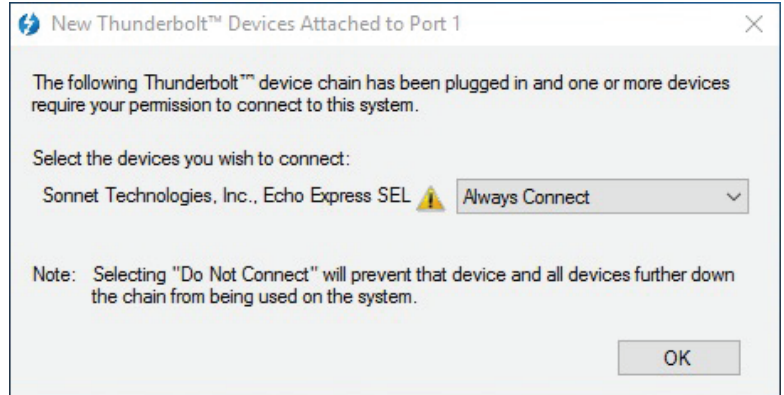 New Thunderbolt™ Devices Attached to Port 1
The following Thunderbolt™ device chain has been plugged in and one or more devices
require your permission to connect to this system.
Select the devices you wish to connect:
Sonnet Technologies, Inc., Echo Express SEL Always Connect
Note: Selecting "Do Not Connect" will prevent that device and all devices further down
the chain from being used on the system.
OK